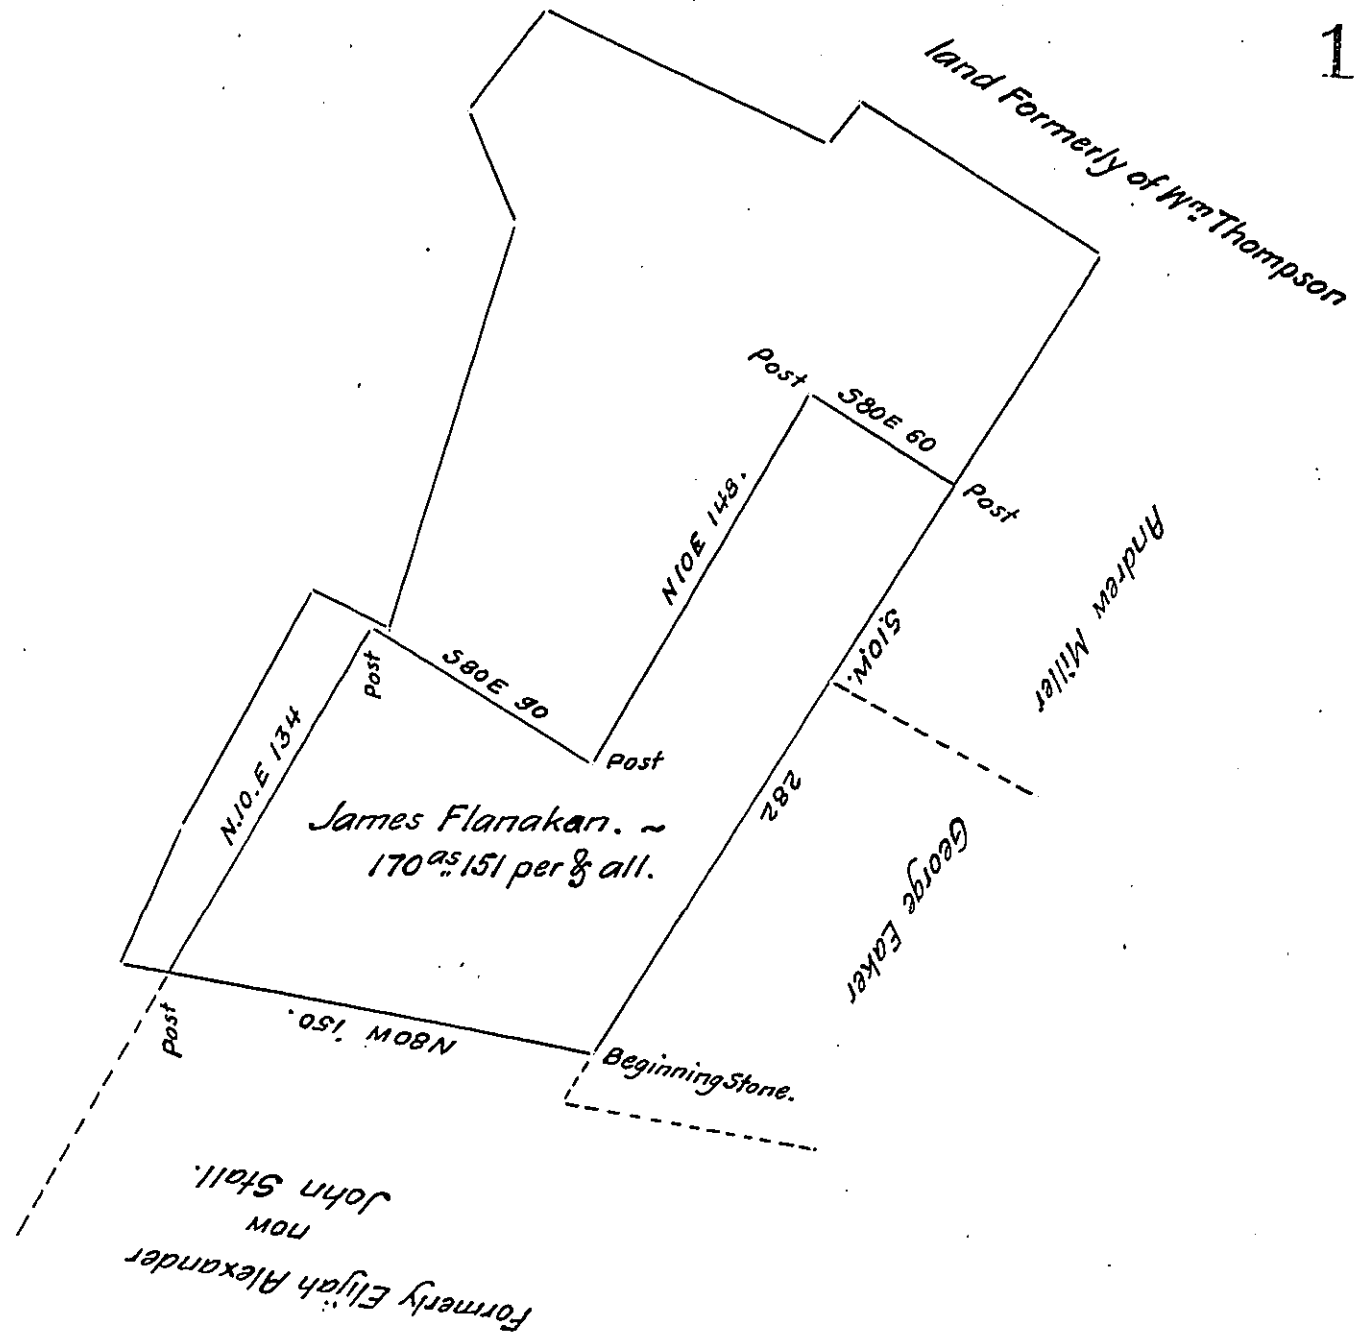 1
land Formerly of Wm Thompson
Post
S80E 60
Post
N10E 148.
Andrew Miller
S10W.
Post
S80E 90
Post
N.10.E 134
282
James Flanakan. ~
170 as 151 per & all.
George Eaker
Post
N80W 150.
Beginning Stone.
Formerly Elijah Alexander
now
John Stall.